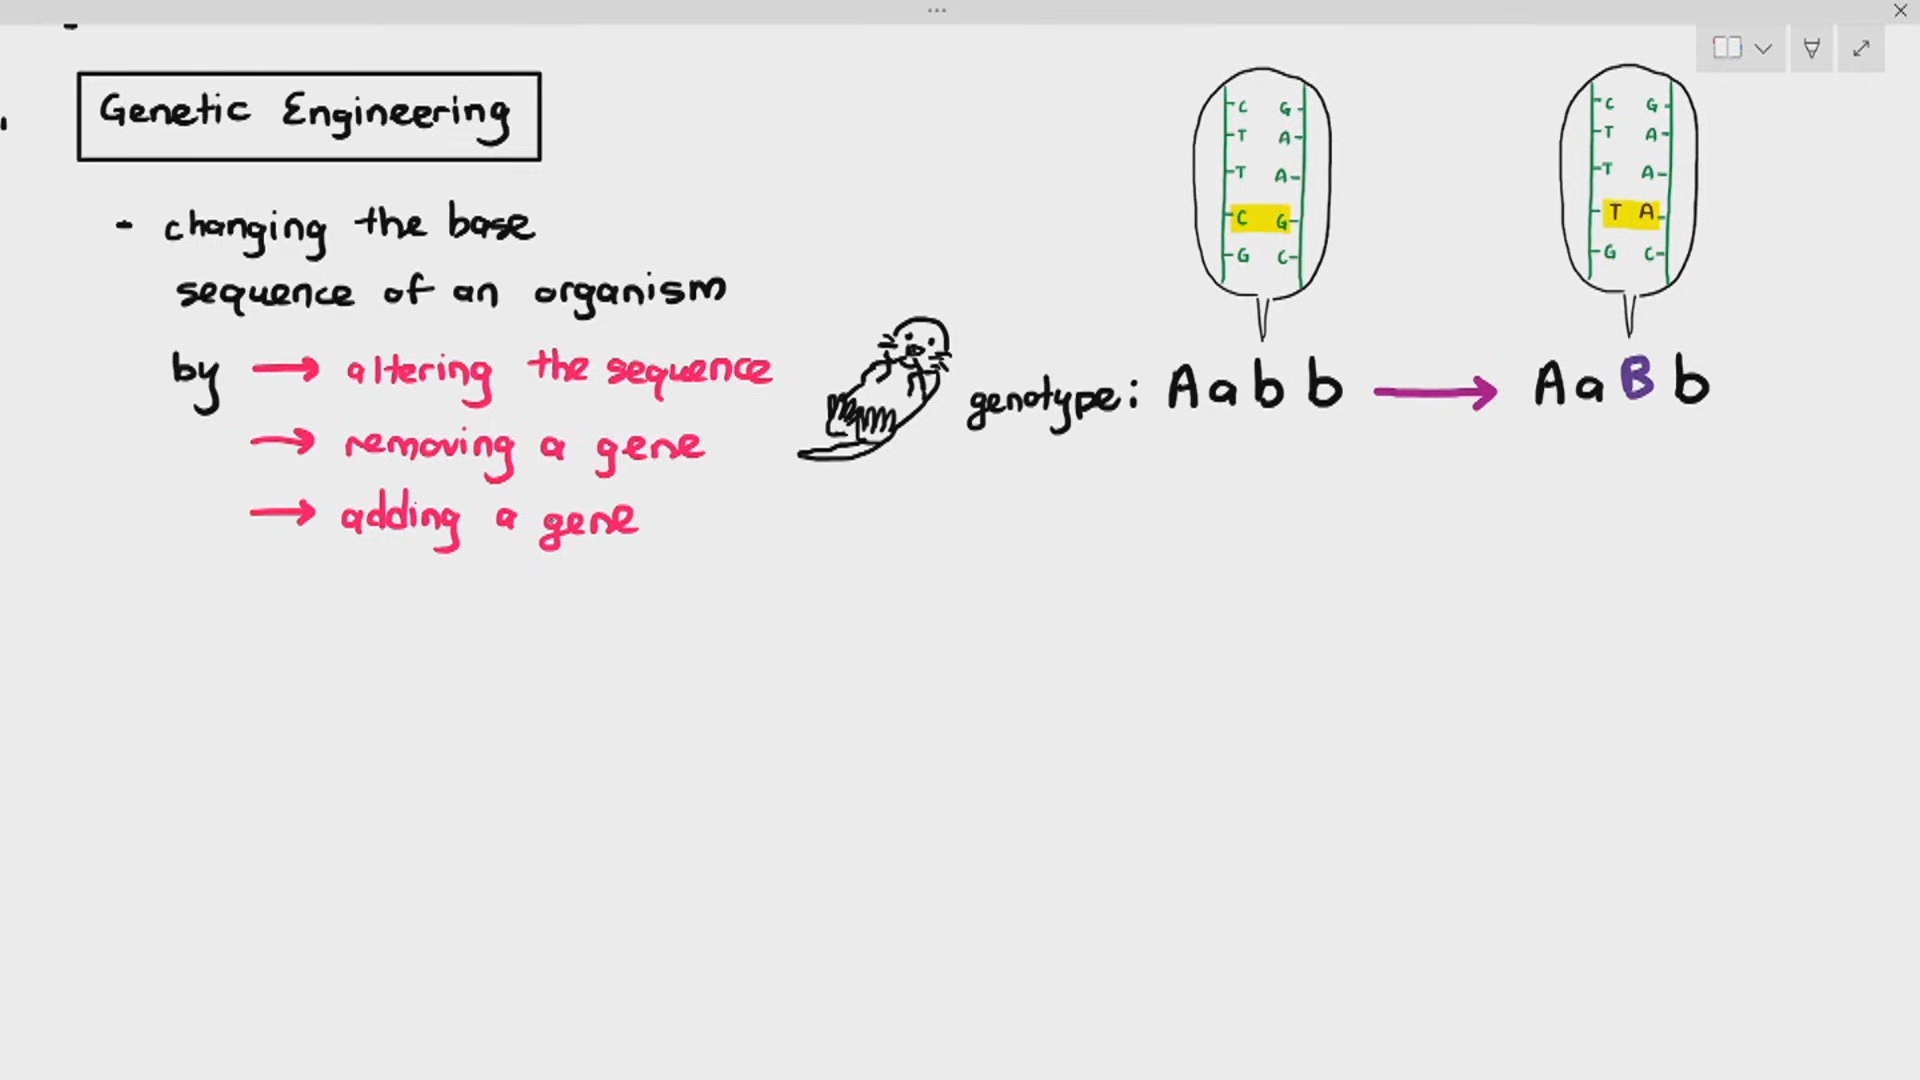 Genetic Engineering
- changing the base
sequence of an organism
by → altering the sequence
→ removing a gene
→ adding a gene
C G
T A
T A
C G
G C
C G
T A
T A
T A
G C
genotype: Aabb → AaBb